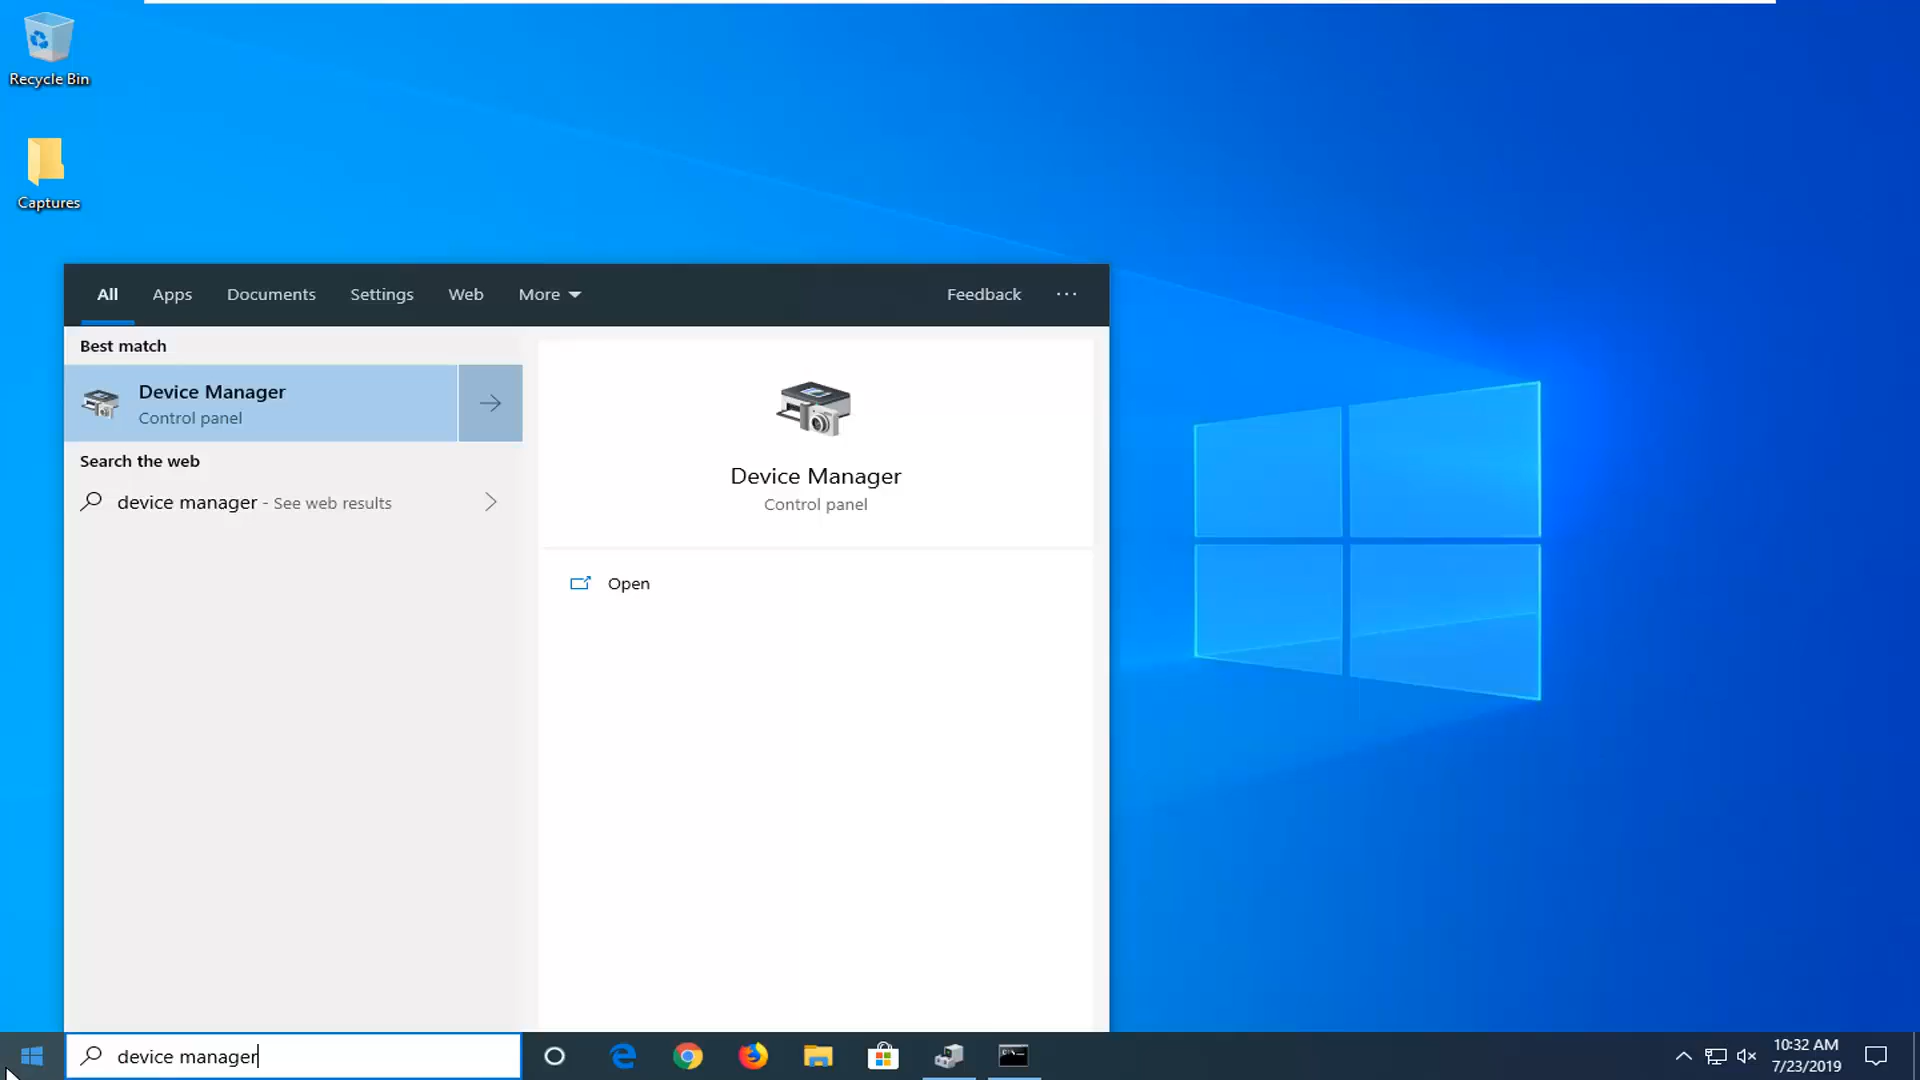 Recycle Bin
Captures
All Apps Documents Settings Web More Feedback ···
Best match
Device Manager
Control panel
Search the web
device manager - See web results
Device Manager
Control panel
Open
device manager
10:32 AM
7/23/2019